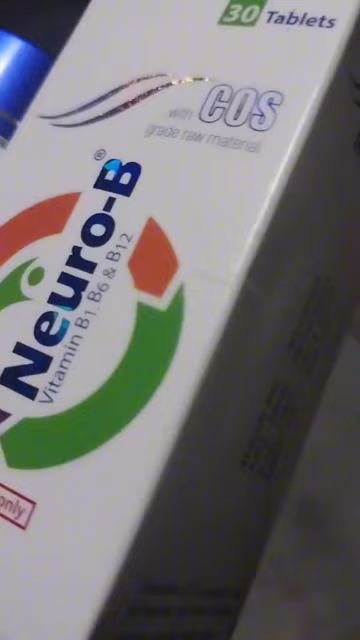 30 Tablets
with COS
grade raw material
Neuro-B®
Vitamin B1, B6 & B12
only